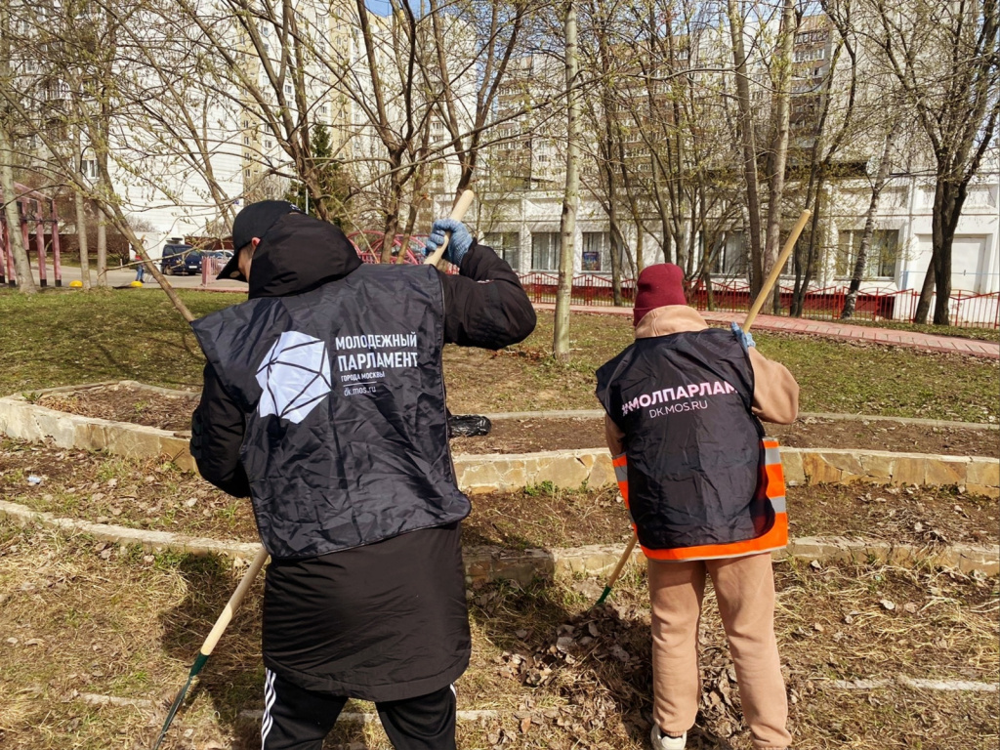 МОЛОДЕЖНЫЙ
ПАРЛАМЕНТ
ГОРОДА МОСКВЫ
dk.mos.ru
#МОЛПАРЛАМ
DK.MOS.RU